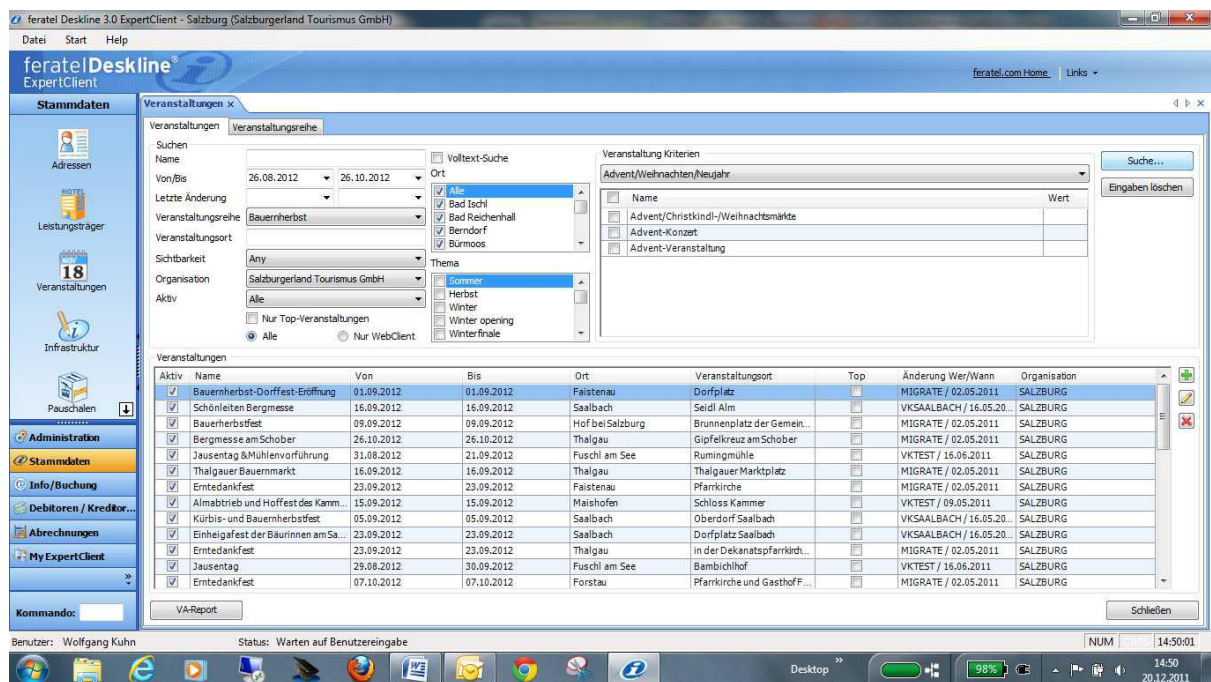 feratel Deskline 3.0 ExpertClient - Salzburg (Salzburgerland Tourismus GmbH)
Datei Start Help
feratelDeskline®
ExpertClient
feratel.com Home Links
Stammdaten
Adressen
HOTEL
Leistungsträger
NOV
18
Veranstaltungen
Infrastruktur
Pauschalen
Administration
Stammdaten
Info/Buchung
Debitoren / Kreditor...
Abrechnungen
My ExpertClient
Kommando:
Veranstaltungen x
Veranstaltungen Veranstaltungsreihe
Suchen
Name
Von/Bis 26.08.2012 26.10.2012
Letzte Änderung
Veranstaltungsreihe Bauernherbst
Veranstaltungsort
Sichtbarkeit Any
Organisation Salzburgerland Tourismus GmbH
Aktiv Alle
Nur Top-Veranstaltungen
Alle Nur WebClient
Volltext-Suche
Ort
Alle
Bad Ischl
Bad Reichenhall
Berndorf
Bürmoos
Thema
Sommer
Herbst
Winter
Winter opening
Winterfinale
Veranstaltung Kriterien
Advent/Weihnachten/Neujahr
Name Wert
Advent/Christkindl-/Weihnachtsmärkte
Advent-Konzert
Advent-Veranstaltung
Suche...
Eingaben löschen
Veranstaltungen
Aktiv Name Von Bis Ort Veranstaltungsort Top Änderung Wer/Wann Organisation
Bauernherbst-Dorffest-Eröffnung 01.09.2012 01.09.2012 Faistenau Dorfplatz MIGRATE / 02.05.2011 SALZBURG
Schönleiten Bergmesse 16.09.2012 16.09.2012 Saalbach Seidl Alm VKSAALBACH / 16.05.20... SALZBURG
Bauerherbstfest 09.09.2012 09.09.2012 Hof bei Salzburg Brunnenplatz der Gemein... MIGRATE / 02.05.2011 SALZBURG
Bergmesse am Schober 26.10.2012 26.10.2012 Thalgau Gipfelkreuz am Schober MIGRATE / 02.05.2011 SALZBURG
Jausentag &Mühlenvorführung 31.08.2012 21.09.2012 Fuschl am See Rumingmühle VKTEST / 16.06.2011 SALZBURG
Thalgauer Bauernmarkt 16.09.2012 16.09.2012 Thalgau Thalgauer Marktplatz MIGRATE / 02.05.2011 SALZBURG
Erntedankfest 23.09.2012 23.09.2012 Faistenau Pfarrkirche MIGRATE / 02.05.2011 SALZBURG
Almabtrieb und Hoffest des Kamm... 15.09.2012 15.09.2012 Maishofen Schloss Kammer VKTEST / 09.05.2011 SALZBURG
Kürbis- und Bauernherbstfest 05.09.2012 05.09.2012 Saalbach Oberdorf Saalbach VKSAALBACH / 16.05.20... SALZBURG
Einheigafest der Bäurinnen am Sa... 23.09.2012 23.09.2012 Saalbach Dorfplatz Saalbach VKSAALBACH / 16.05.20... SALZBURG
Erntedankfest 23.09.2012 23.09.2012 Thalgau in der Dekanatspfarrkirch... MIGRATE / 02.05.2011 SALZBURG
Jausentag 29.08.2012 30.09.2012 Fuschl am See Bambichlhof VKTEST / 16.06.2011 SALZBURG
Erntedankfest 07.10.2012 07.10.2012 Forstau Pfarrkirche und Gasthof F... MIGRATE / 02.05.2011 SALZBURG
VA-Report Schließen
Benutzer: Wolfgang Kuhn Status: Warten auf Benutzereingabe NUM CAPS 14:50:01
Desktop 98% 14:50
20.12.2011